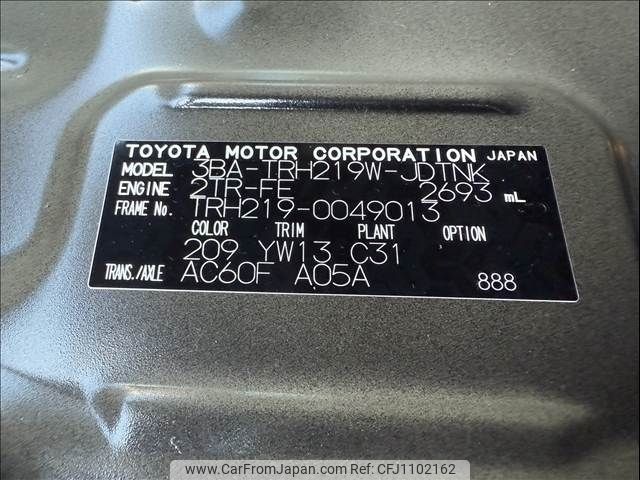 TOYOTA MOTOR CORPORATION JAPAN
MODEL 3BA-TRH219W-JDTNK
ENGINE 2TR-FE 2693 mL
FRAME No. TRH219-0049013
COLOR TRIM PLANT OPTION
209 YW13 C31
TRANS./AXLE AC60F A05A 888
www.CarFromJapan.com | Ref No. CFJ1102162